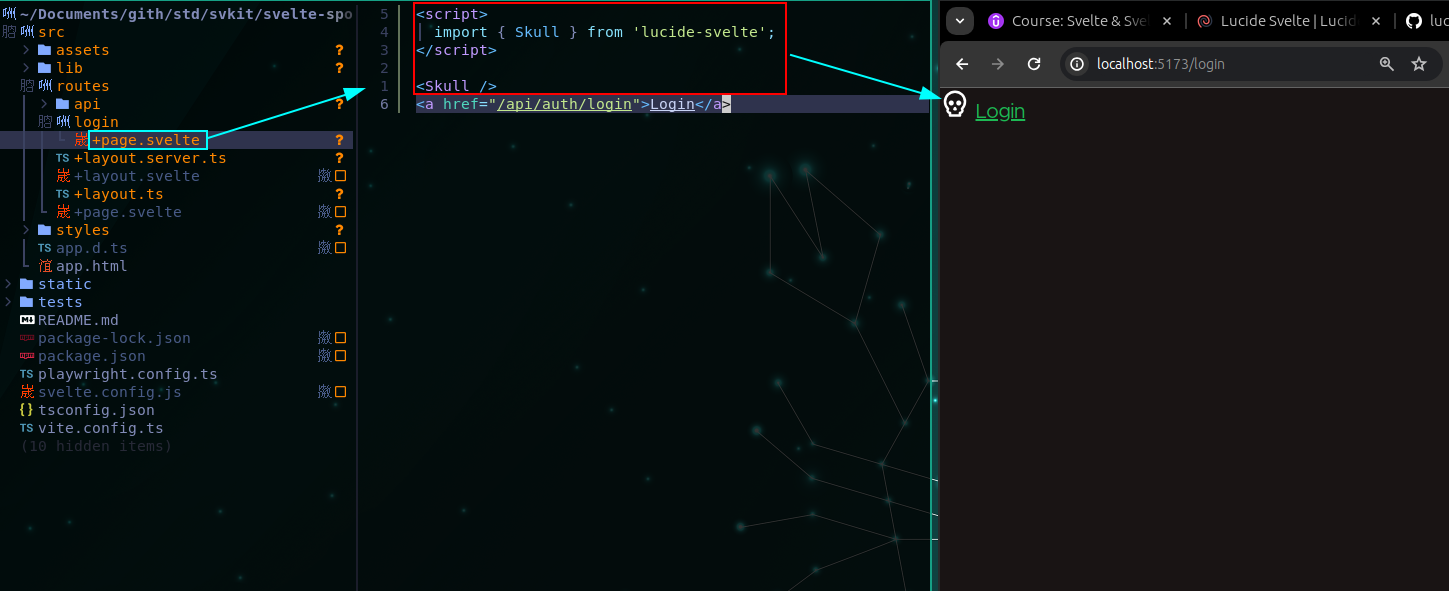 ~/Documents/gith/std/svkit/svelte-spo
src
assets ?
lib ?
routes
api ?
login
+page.svelte ?
TS +layout.server.ts ?
+layout.svelte
TS +layout.ts ?
+page.svelte
styles ?
TS app.d.ts
app.html
static
tests
README.md
package-lock.json
package.json
TS playwright.config.ts
svelte.config.js
{} tsconfig.json
TS vite.config.ts
(10 hidden items)
5 <script>
4 import { Skull } from 'lucide-svelte';
3 </script>
2
1 <Skull />
6 <a href="/api/auth/login">Login</a>
Course: Svelte & Sve
Lucide Svelte | Lucid
luc
localhost:5173/login
Login